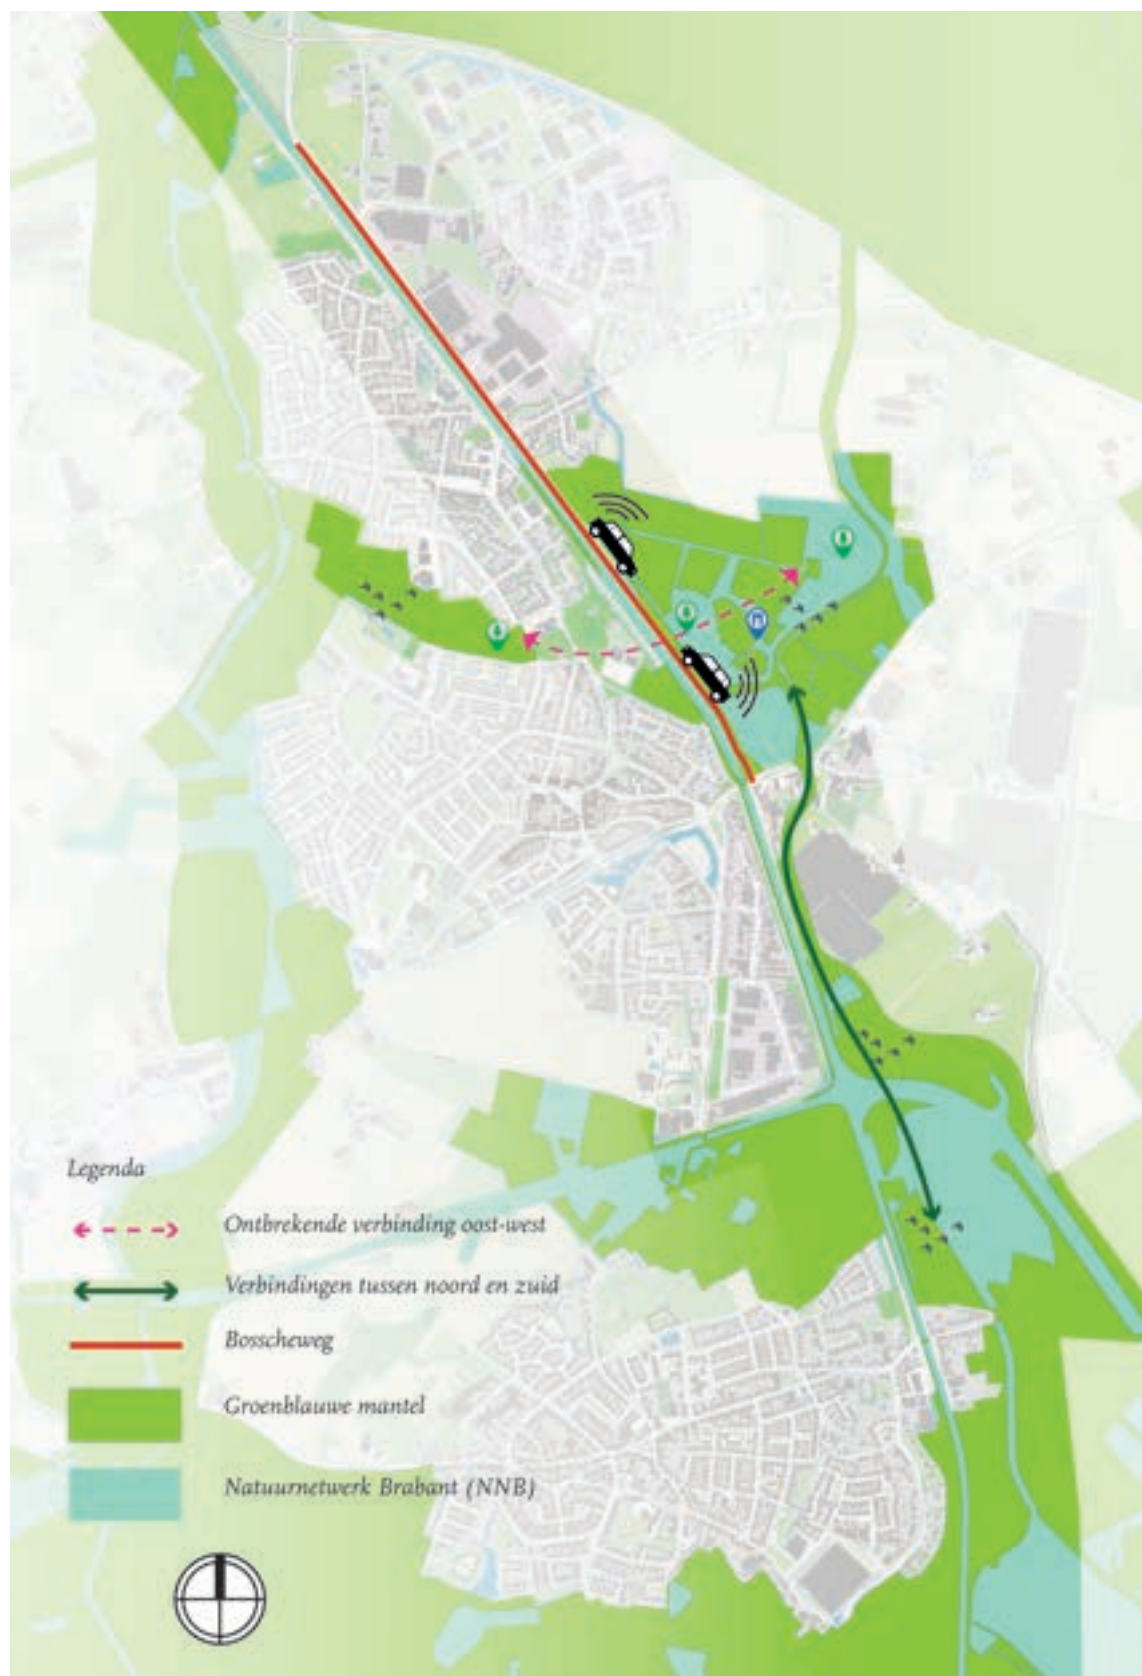 Legenda
Ontbrekende verbinding oost-west
Verbindingen tussen noord en zuid
Bosscheweg
Groenblauwe mantel
Natuurnetwerk Brabant (NNB)